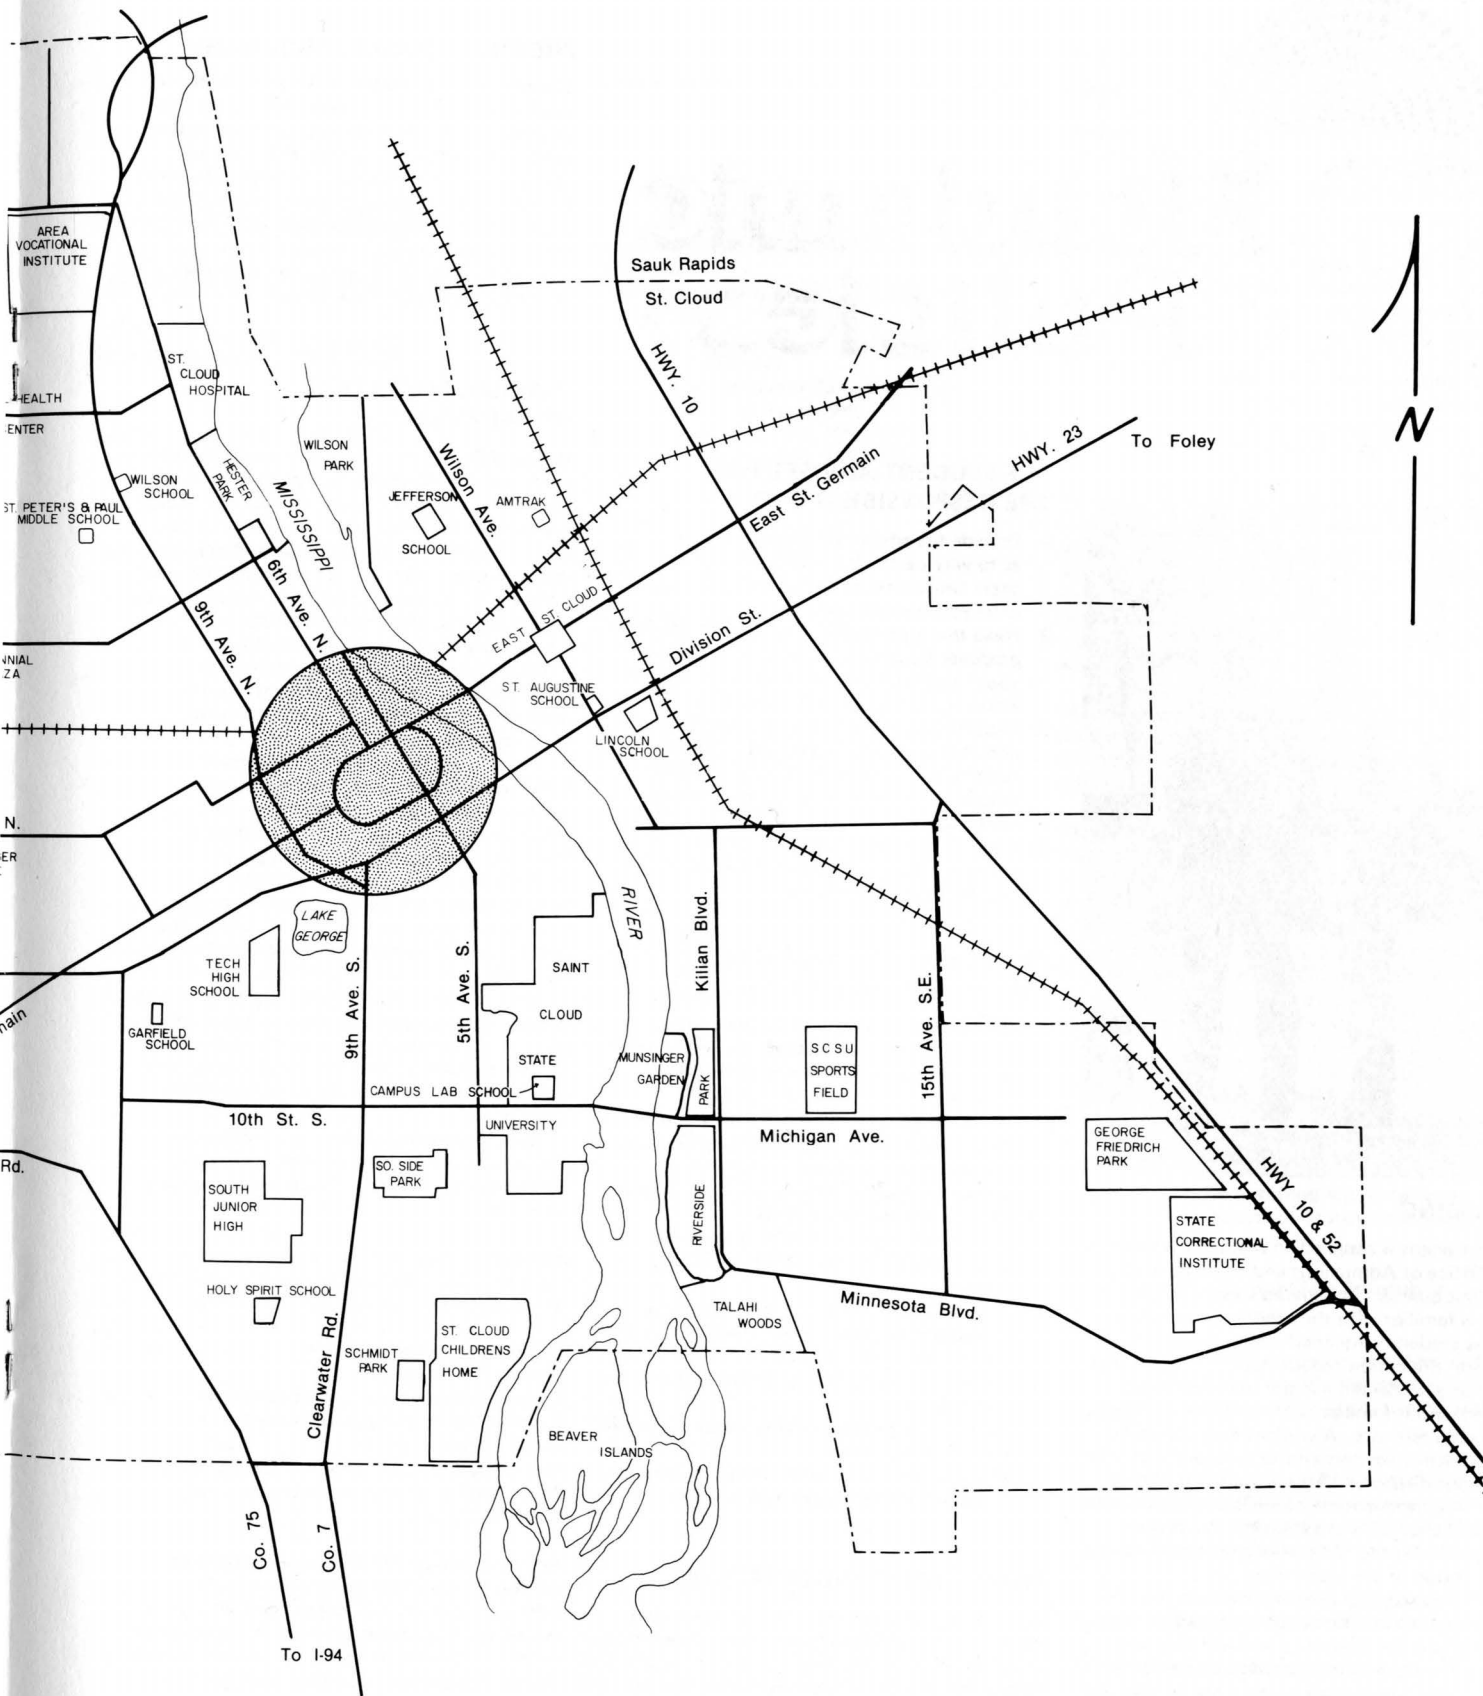 AREA
VOCATIONAL
INSTITUTE
Sauk Rapids
St. Cloud
HWY. 10
ST.
CLOUD
HOSPITAL
HEALTH
ENTER
WILSON
PARK
Wilson Ave.
HWY. 23
To Foley
N
East St. Germain
HESTER
PARK
MISSISSIPPI
WILSON
SCHOOL
ST. PETER'S & PAUL
MIDDLE SCHOOL
JEFFERSON
SCHOOL
AMTRAK
6th Ave. N.
9th Ave. N.
EAST ST. CLOUD
Division St.
NNIAL
ZA
ST. AUGUSTINE
SCHOOL
LINCOLN
SCHOOL
N.
ER
RIVER
LAKE
GEORGE
TECH
HIGH
SCHOOL
GARFIELD
SCHOOL
main
9th Ave. S.
5th Ave. S.
SAINT
CLOUD
STATE
UNIVERSITY
CAMPUS LAB SCHOOL
Kilian Blvd.
MUNSINGER
GARDEN
PARK
SCSU
SPORTS
FIELD
15th Ave. S.E.
10th St. S.
Michigan Ave.
GEORGE
FRIEDRICH
PARK
HWY 10 & 52
Rd.
SO. SIDE
PARK
SOUTH
JUNIOR
HIGH
RIVERSIDE
STATE
CORRECTIONAL
INSTITUTE
HOLY SPIRIT SCHOOL
Clearwater Rd.
SCHMIDT
PARK
ST. CLOUD
CHILDRENS
HOME
TALAHI
WOODS
Minnesota Blvd.
BEAVER
ISLANDS
Co. 75
Co. 7
To I-94